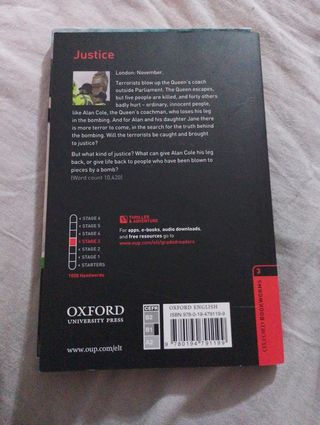 Justice
London: November.
Terrorists blow up the Queen's coach
outside Parliament. The Queen escapes,
but five people are killed, and forty others
badly hurt – ordinary, innocent people,
like Alan Cole, the Queen's coachman, who loses his leg
in the bombing. And for Alan and his daughter Jane there
is more terror to come, in the search for the truth behind
the bombing. Will the terrorists be caught and brought
to justice?
But what kind of justice? What can give Alan Cole his leg
back, or give life back to people who have been blown to
pieces by a bomb?
(Word count 10,420)
• STAGE 6
• STAGE 5
• STAGE 4
• STAGE 3
• STAGE 2
• STAGE 1
• STARTERS
1000 Headwords
THRILLER
& ADVENTURE
For apps, e-books, audio downloads,
and free resources go to
www.oup.com/elt/gradedreaders
OXFORD
UNIVERSITY PRESS
www.oup.com/elt
CEFR
B2
B1
A2
OXFORD ENGLISH
ISBN 978-0-19-479119-9
9 780194 791199
3
OXFORD BOOKWORMS